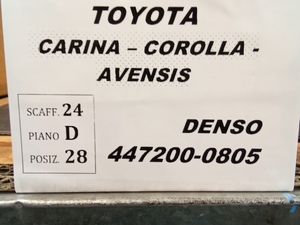 TOYOTA
CARINA – COROLLA -
AVENSIS
SCAFF. 24
PIANO D
POSIZ. 28
DENSO
447200-0805